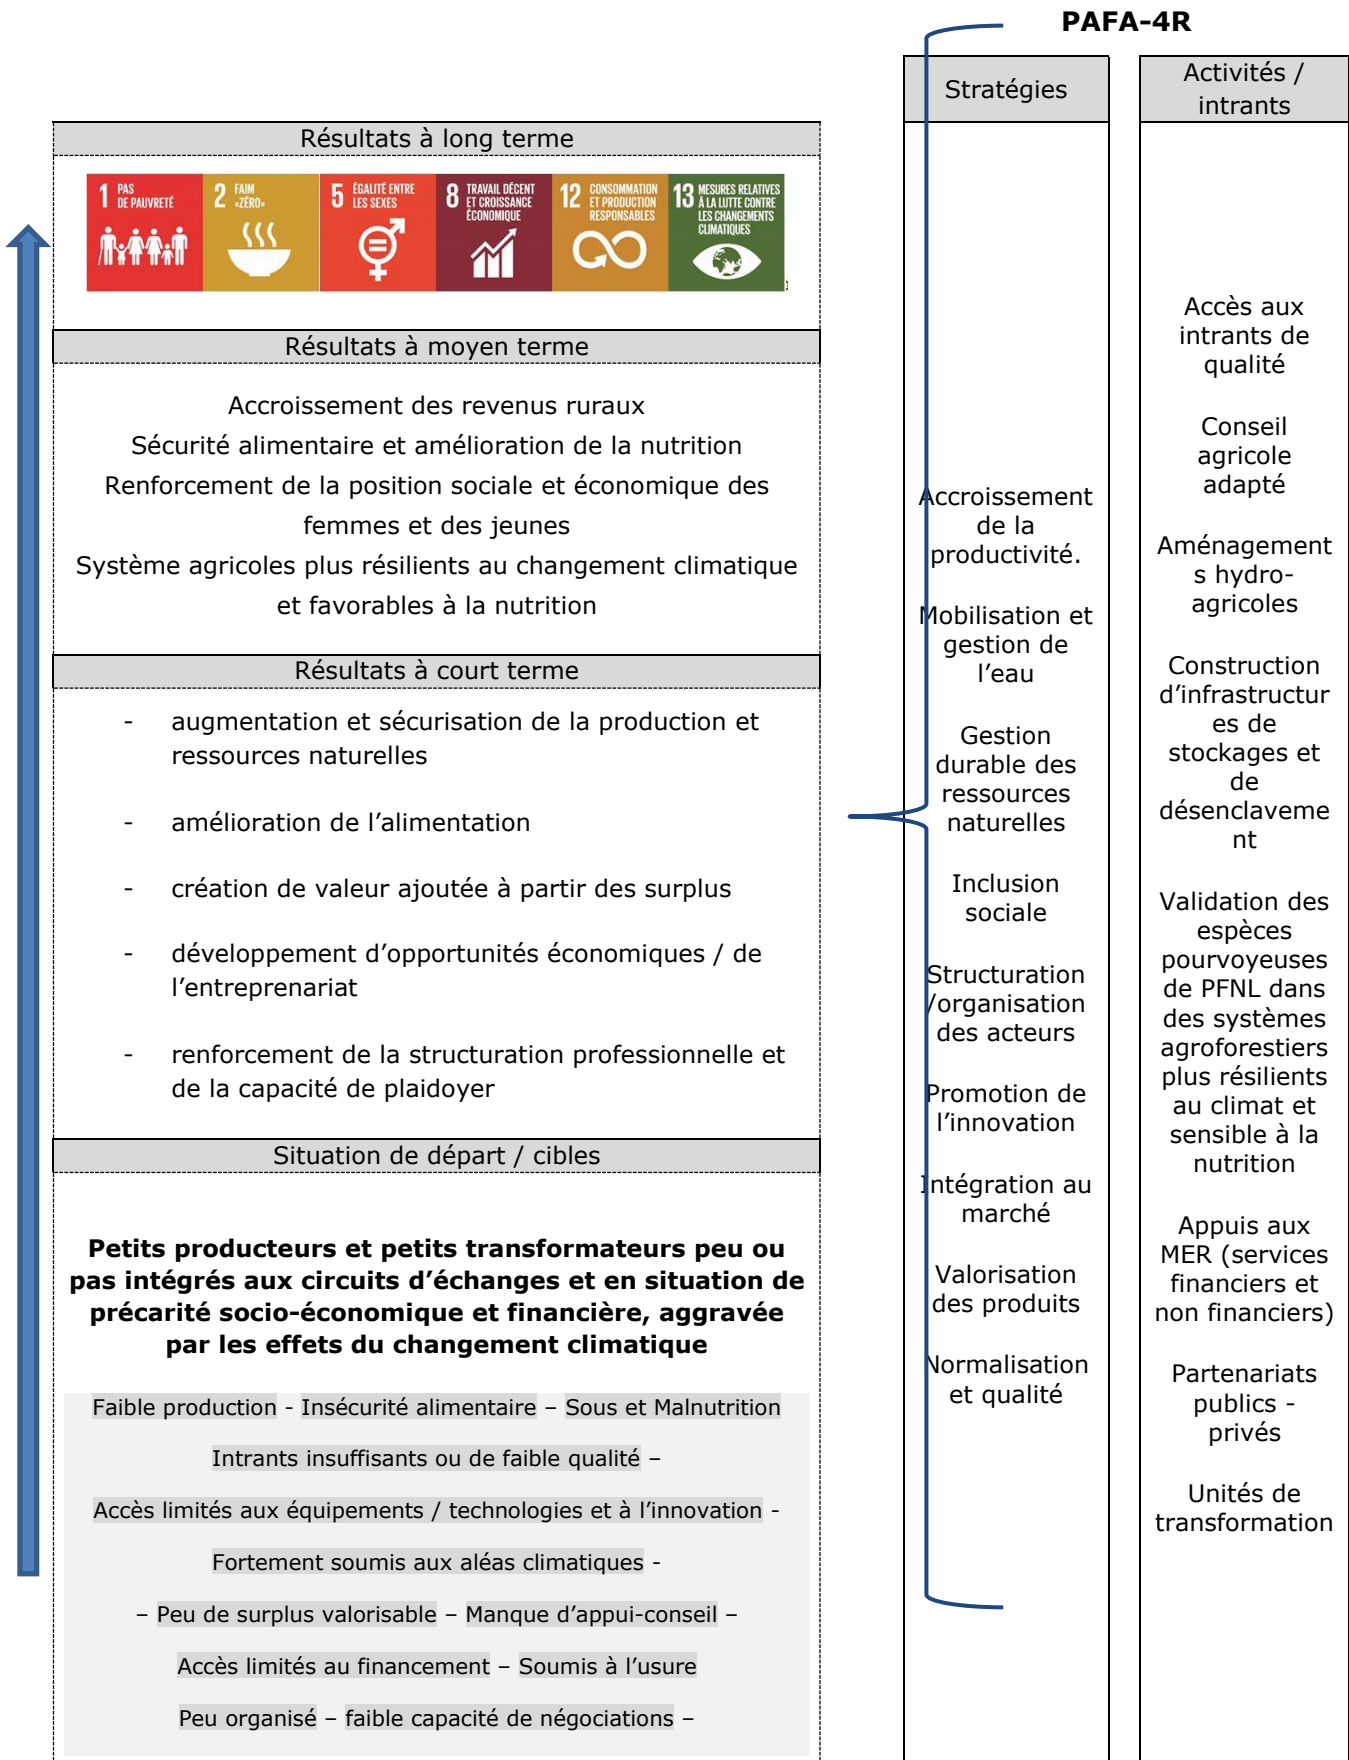 PAFA-4R
Résultats à long terme
1 PAS
DE PAUVRETÉ
2 FAIM
«ZÉRO»
5 ÉGALITÉ ENTRE
LES SEXES
8 TRAVAIL DÉCENT
ET CROISSANCE
ÉCONOMIQUE
12 CONSOMMATION
ET PRODUCTION
RESPONSABLES
13 MESURES RELATIVES
À LA LUTTE CONTRE
LES CHANGEMENTS
CLIMATIQUES
Résultats à moyen terme
Accroissement des revenus ruraux
Sécurité alimentaire et amélioration de la nutrition
Renforcement de la position sociale et économique des
femmes et des jeunes
Système agricoles plus résilients au changement climatique
et favorables à la nutrition
Résultats à court terme
- augmentation et sécurisation de la production et
ressources naturelles
- amélioration de l’alimentation
- création de valeur ajoutée à partir des surplus
- développement d’opportunités économiques / de
l’entreprenariat
- renforcement de la structuration professionnelle et
de la capacité de plaidoyer
Situation de départ / cibles
Petits producteurs et petits transformateurs peu ou
pas intégrés aux circuits d’échanges et en situation de
précarité socio-économique et financière, aggravée
par les effets du changement climatique
Faible production - Insécurité alimentaire – Sous et Malnutrition
Intrants insuffisants ou de faible qualité –
Accès limités aux équipements / technologies et à l’innovation -
Fortement soumis aux aléas climatiques -
– Peu de surplus valorisable – Manque d’appui-conseil –
Accès limités au financement – Soumis à l’usure
Peu organisé – faible capacité de négociations –
Stratégies
Accroissement
de la
productivité.
Mobilisation et
gestion de
l’eau
Gestion
durable des
ressources
naturelles
Inclusion
sociale
Structuration
/organisation
des acteurs
Promotion de
l’innovation
Intégration au
marché
Valorisation
des produits
Normalisation
et qualité
Activités /
intrants
Accès aux
intrants de
qualité
Conseil
agricole
adapté
Aménagement
s hydro-
agricoles
Construction
d’infrastructur
es de
stockages et
de
désenclaveme
nt
Validation des
espèces
pourvoyeuses
de PFNL dans
des systèmes
agroforestiers
plus résilients
au climat et
sensible à la
nutrition
Appuis aux
MER (services
financiers et
non financiers)
Partenariats
publics -
privés
Unités de
transformation